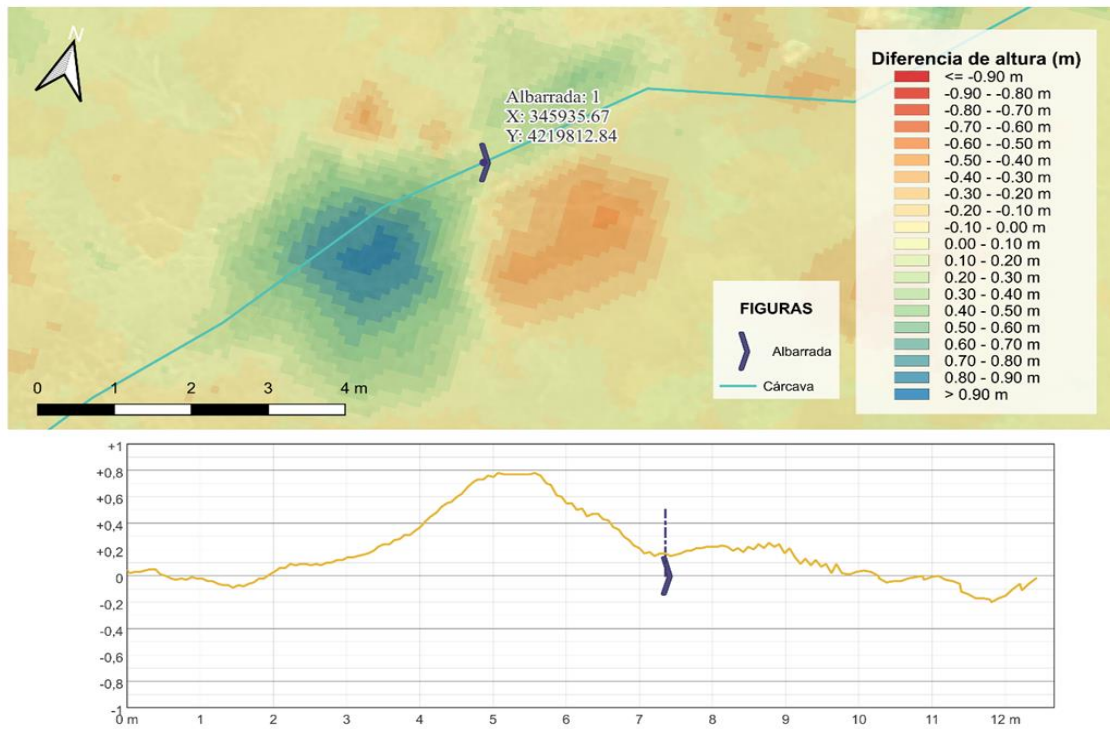 N
Albarrada: 1
X: 345935.67
Y: 4219812.84
Diferencia de altura (m)
<= -0.90 m
-0.90 - -0.80 m
-0.80 - -0.70 m
-0.70 - -0.60 m
-0.60 - -0.50 m
-0.50 - -0.40 m
-0.40 - -0.30 m
-0.30 - -0.20 m
-0.20 - -0.10 m
-0.10 - 0.00 m
0.00 - 0.10 m
0.10 - 0.20 m
0.20 - 0.30 m
0.30 - 0.40 m
0.40 - 0.50 m
0.50 - 0.60 m
0.60 - 0.70 m
0.70 - 0.80 m
0.80 - 0.90 m
> 0.90 m
FIGURAS
Albarrada
Cárcava
0 1 2 3 4 m
+1
+0,8
+0,6
+0,4
+0,2
0
-0,2
-0,4
-0,6
-0,8
-1
0 m 1 2 3 4 5 6 7 8 9 10 11 12 m